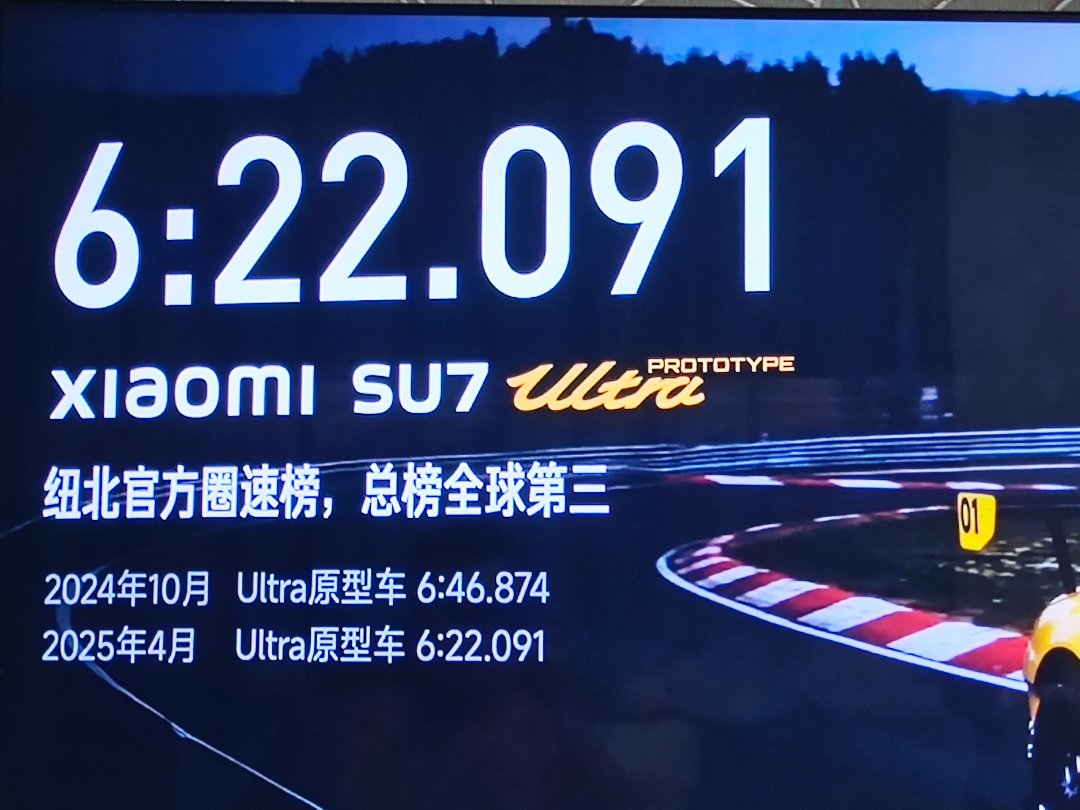 6:22.091
xiaomi SU7 Ultra PROTOTYPE
纽北官方圈速榜，总榜全球第三
01
2024年10月 Ultra原型车 6:46.874
2025年4月 Ultra原型车 6:22.091